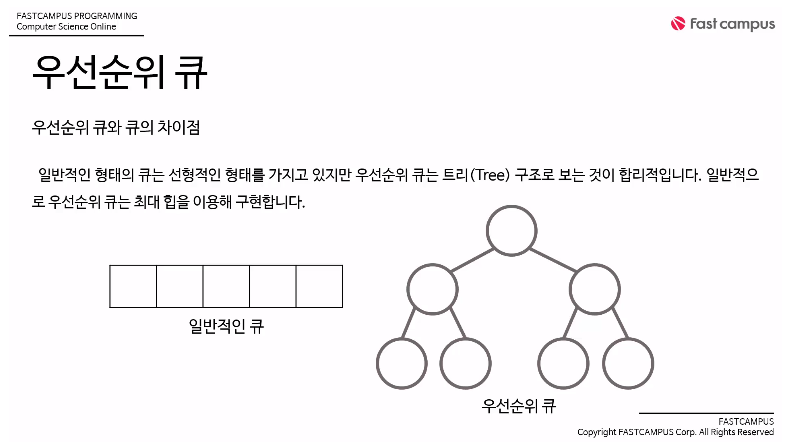 FASTCAMPUS PROGRAMMING
Computer Science Online
Fast campus
우선순위 큐
우선순위 큐와 큐의 차이점
일반적인 형태의 큐는 선형적인 형태를 가지고 있지만 우선순위 큐는 트리(Tree) 구조로 보는 것이 합리적입니다. 일반적으
로 우선순위 큐는 최대 힙을 이용해 구현합니다.
일반적인 큐
우선순위 큐
FASTCAMPUS
Copyright FASTCAMPUS Corp. All Rights Reserved